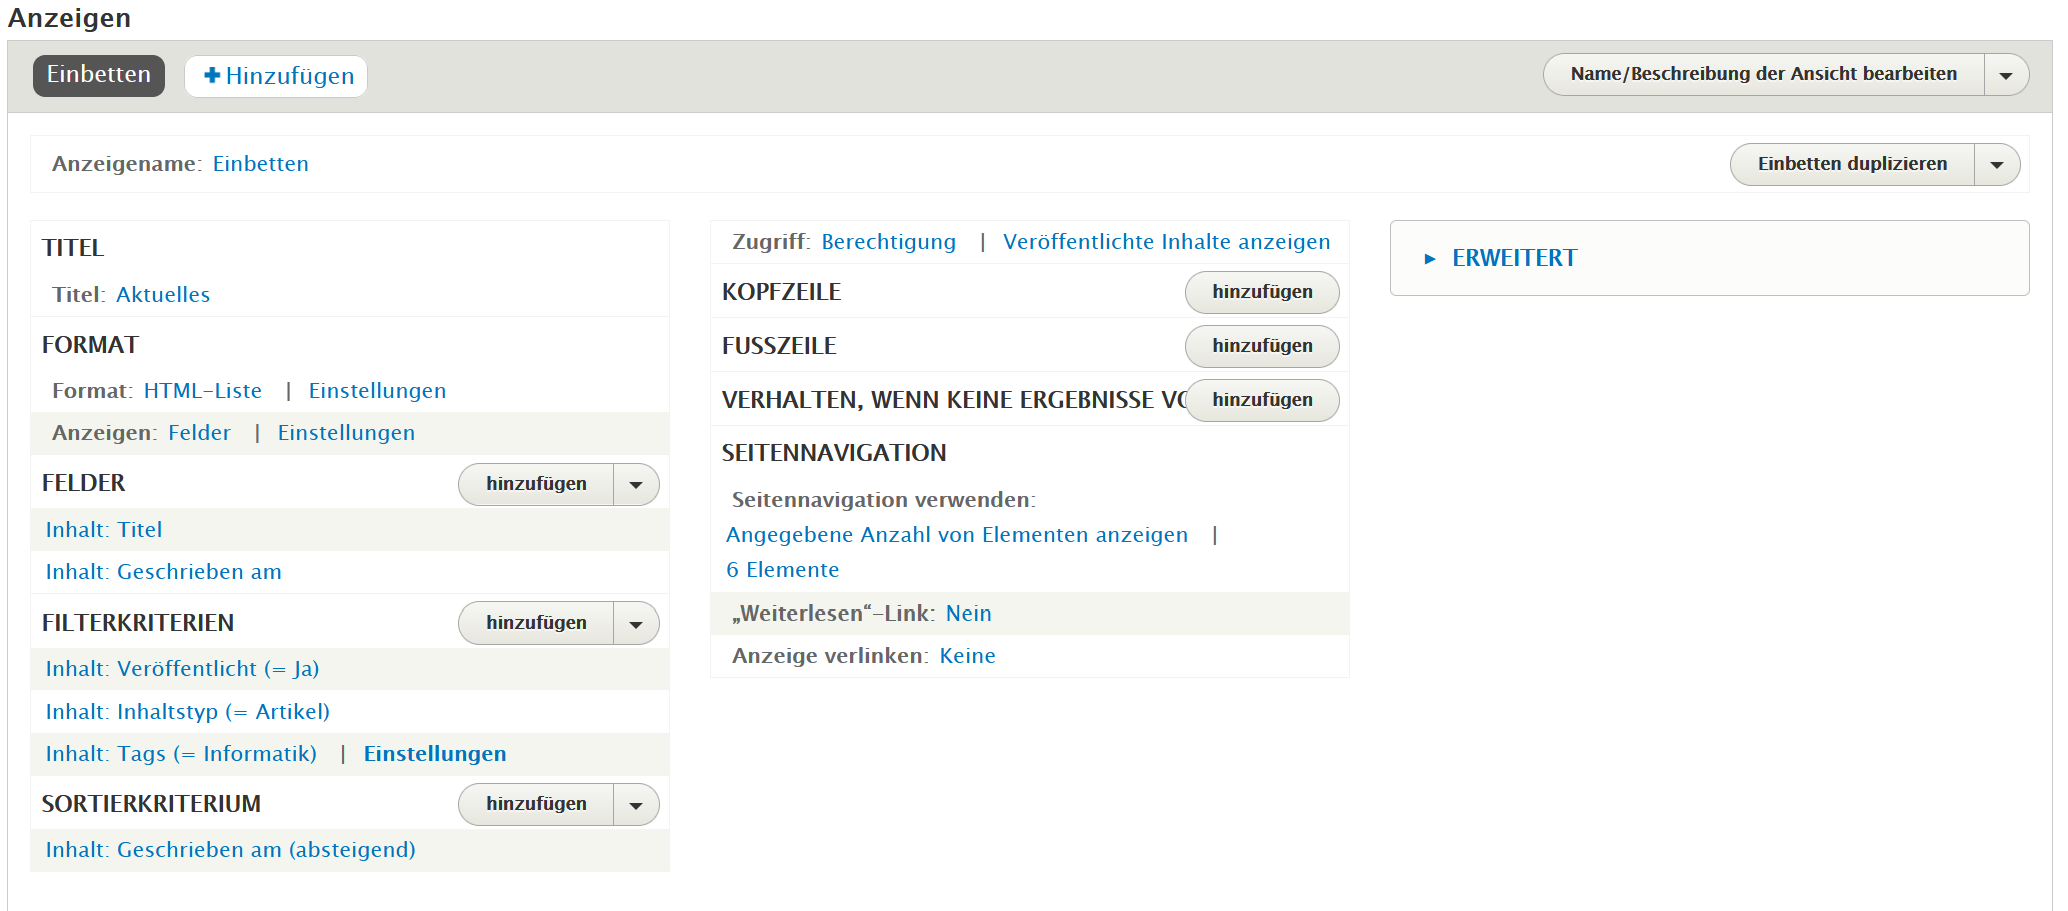 Anzeigen
Einbetten
Hinzufügen
Name/Beschreibung der Ansicht bearbeiten
Anzeigename: Einbetten
Einbetten duplizieren
TITEL
Titel: Aktuelles
FORMAT
Format: HTML-Liste | Einstellungen
Anzeigen: Felder | Einstellungen
FELDER
hinzufügen
Inhalt: Titel
Inhalt: Geschrieben am
FILTERKRITERIEN
hinzufügen
Inhalt: Veröffentlicht (= Ja)
Inhalt: Inhaltstyp (= Artikel)
Inhalt: Tags (= Informatik) | Einstellungen
SORTIERKRITERIUM
hinzufügen
Inhalt: Geschrieben am (absteigend)
Zugriff: Berechtigung | Veröffentlichte Inhalte anzeigen
KOPFZEILE
hinzufügen
FUSSZEILE
hinzufügen
VERHALTEN, WENN KEINE ERGEBNISSE
hinzufügen
SEITENNAVIGATION
Seitennavigation verwenden:
Angegebene Anzahl von Elementen anzeigen |
6 Elemente
„Weiterlesen“-Link: Nein
Anzeige verlinken: Keine
ERWEITERT